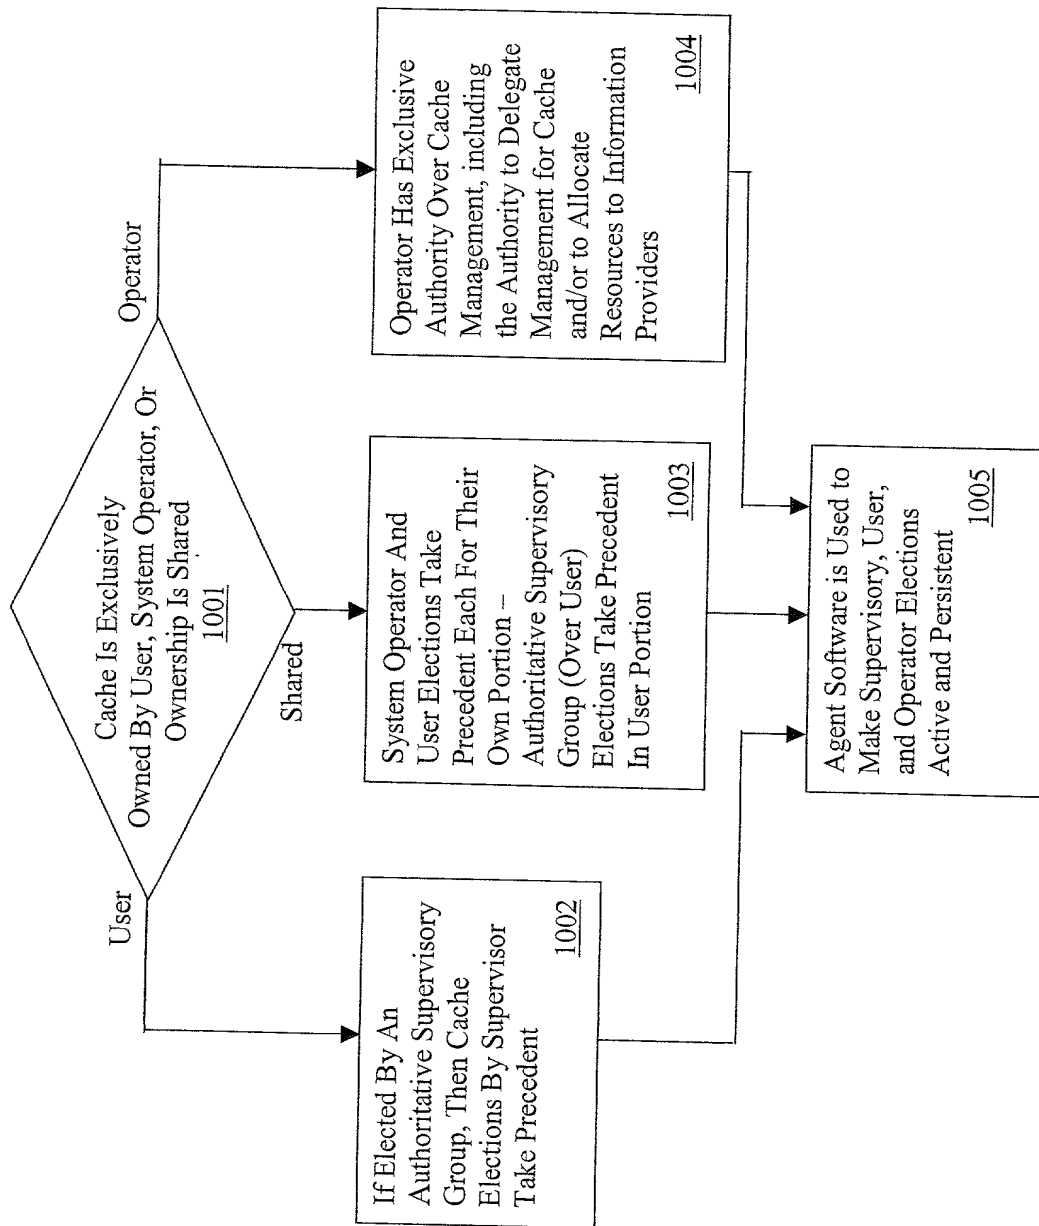 Cache Is Exclusively
Owned By User, System Operator, Or
Ownership Is Shared
1001
User
Shared
Operator
If Elected By An
Authoritative Supervisory
Group, Then Cache
Elections By Supervisor
Take Precedent
1002
System Operator And
User Elections Take
Precedent Each For Their
Own Portion –
Authoritative Supervisory
Group (Over User)
Elections Take Precedent
In User Portion
1003
Operator Has Exclusive
Authority Over Cache
Management, including
the Authority to Delegate
Management for Cache
and/or to Allocate
Resources to Information
Providers
1004
Agent Software is Used to
Make Supervisory, User,
and Operator Elections
Active and Persistent
1005